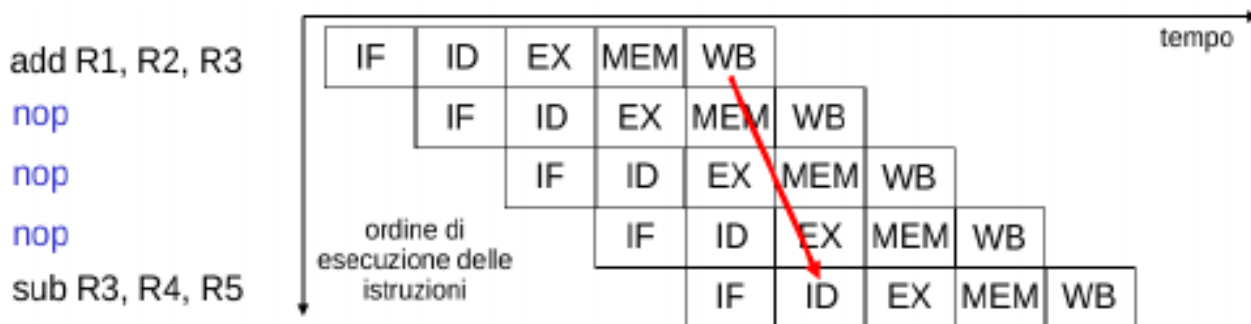 tempo
add R1, R2, R3 IF ID EX MEM WB
nop IF ID EX MEM WB
nop IF ID EX MEM WB
nop IF ID EX MEM WB
ordine di
esecuzione delle
istruzioni
sub R3, R4, R5 IF ID EX MEM WB